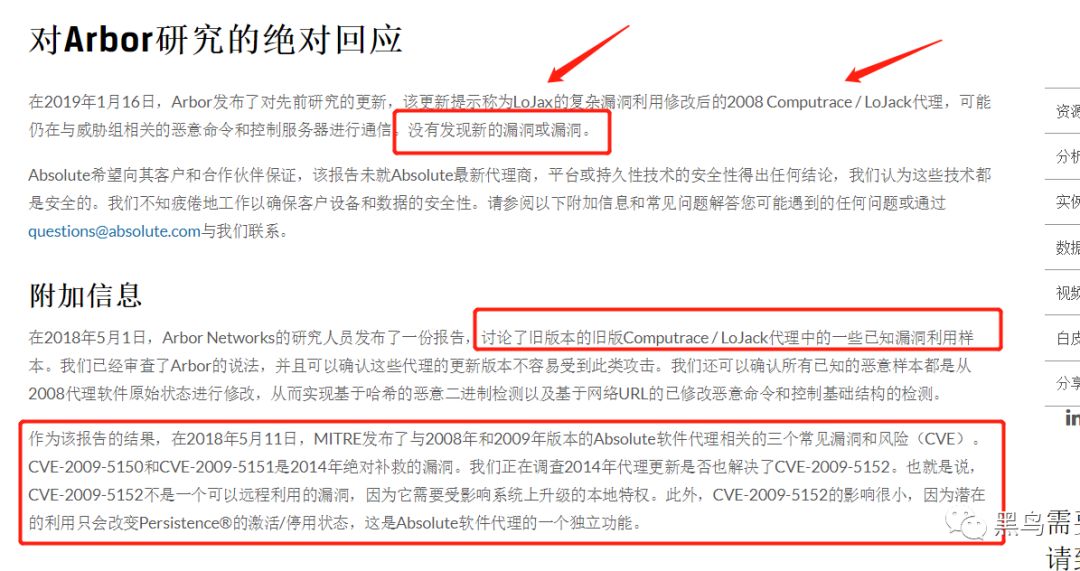 对Arbor研究的绝对回应
在2019年1月16日，Arbor发布了对先前研究的更新，该更新提示称为LoJax的复杂漏洞利用修改后的2008 Computrace / LoJack代理，可能
仍在与威胁组相关的恶意命令和控制服务器进行通信。没有发现新的漏洞或漏洞。
Absolute希望向其客户和合作伙伴保证，该报告未就Absolute最新代理商，平台或持久性技术的安全性得出任何结论，我们认为这些技术都
是安全的。我们不知疲倦地工作以确保客户设备和数据的安全性。请参阅以下附加信息和常见问题解答您可能遇到的任何问题或通过
questions@absolute.com与我们联系。
附加信息
在2018年5月1日，Arbor Networks的研究人员发布了一份报告，讨论了旧版本的旧版Computrace / LoJack代理中的一些已知漏洞利用样
本。我们已经审查了Arbor的说法，并且可以确认这些代理的更新版本不容易受到此类攻击。我们还可以确认所有已知的恶意样本都是从
2008代理软件原始状态进行修改，从而实现基于哈希的恶意二进制检测以及基于网络URL的已修改恶意命令和控制基础结构的检测。
作为该报告的结果，在2018年5月11日，MITRE发布了与2008年和2009年版本的Absolute软件代理相关的三个常见漏洞和风险（CVE）。
CVE-2009-5150和CVE-2009-5151是2014年绝对补救的漏洞。我们正在调查2014年代理更新是否也解决了CVE-2009-5152。也就是说，
CVE-2009-5152不是一个可以远程利用的漏洞，因为它需要受影响系统上升级的本地特权。此外，CVE-2009-5152的影响很小，因为潜在
的利用只会改变Persistence®的激活/停用状态，这是Absolute软件代理的一个独立功能。
资源
分析
实例
数据
视频
白皮
分享
in
黑鸟
需要
请到